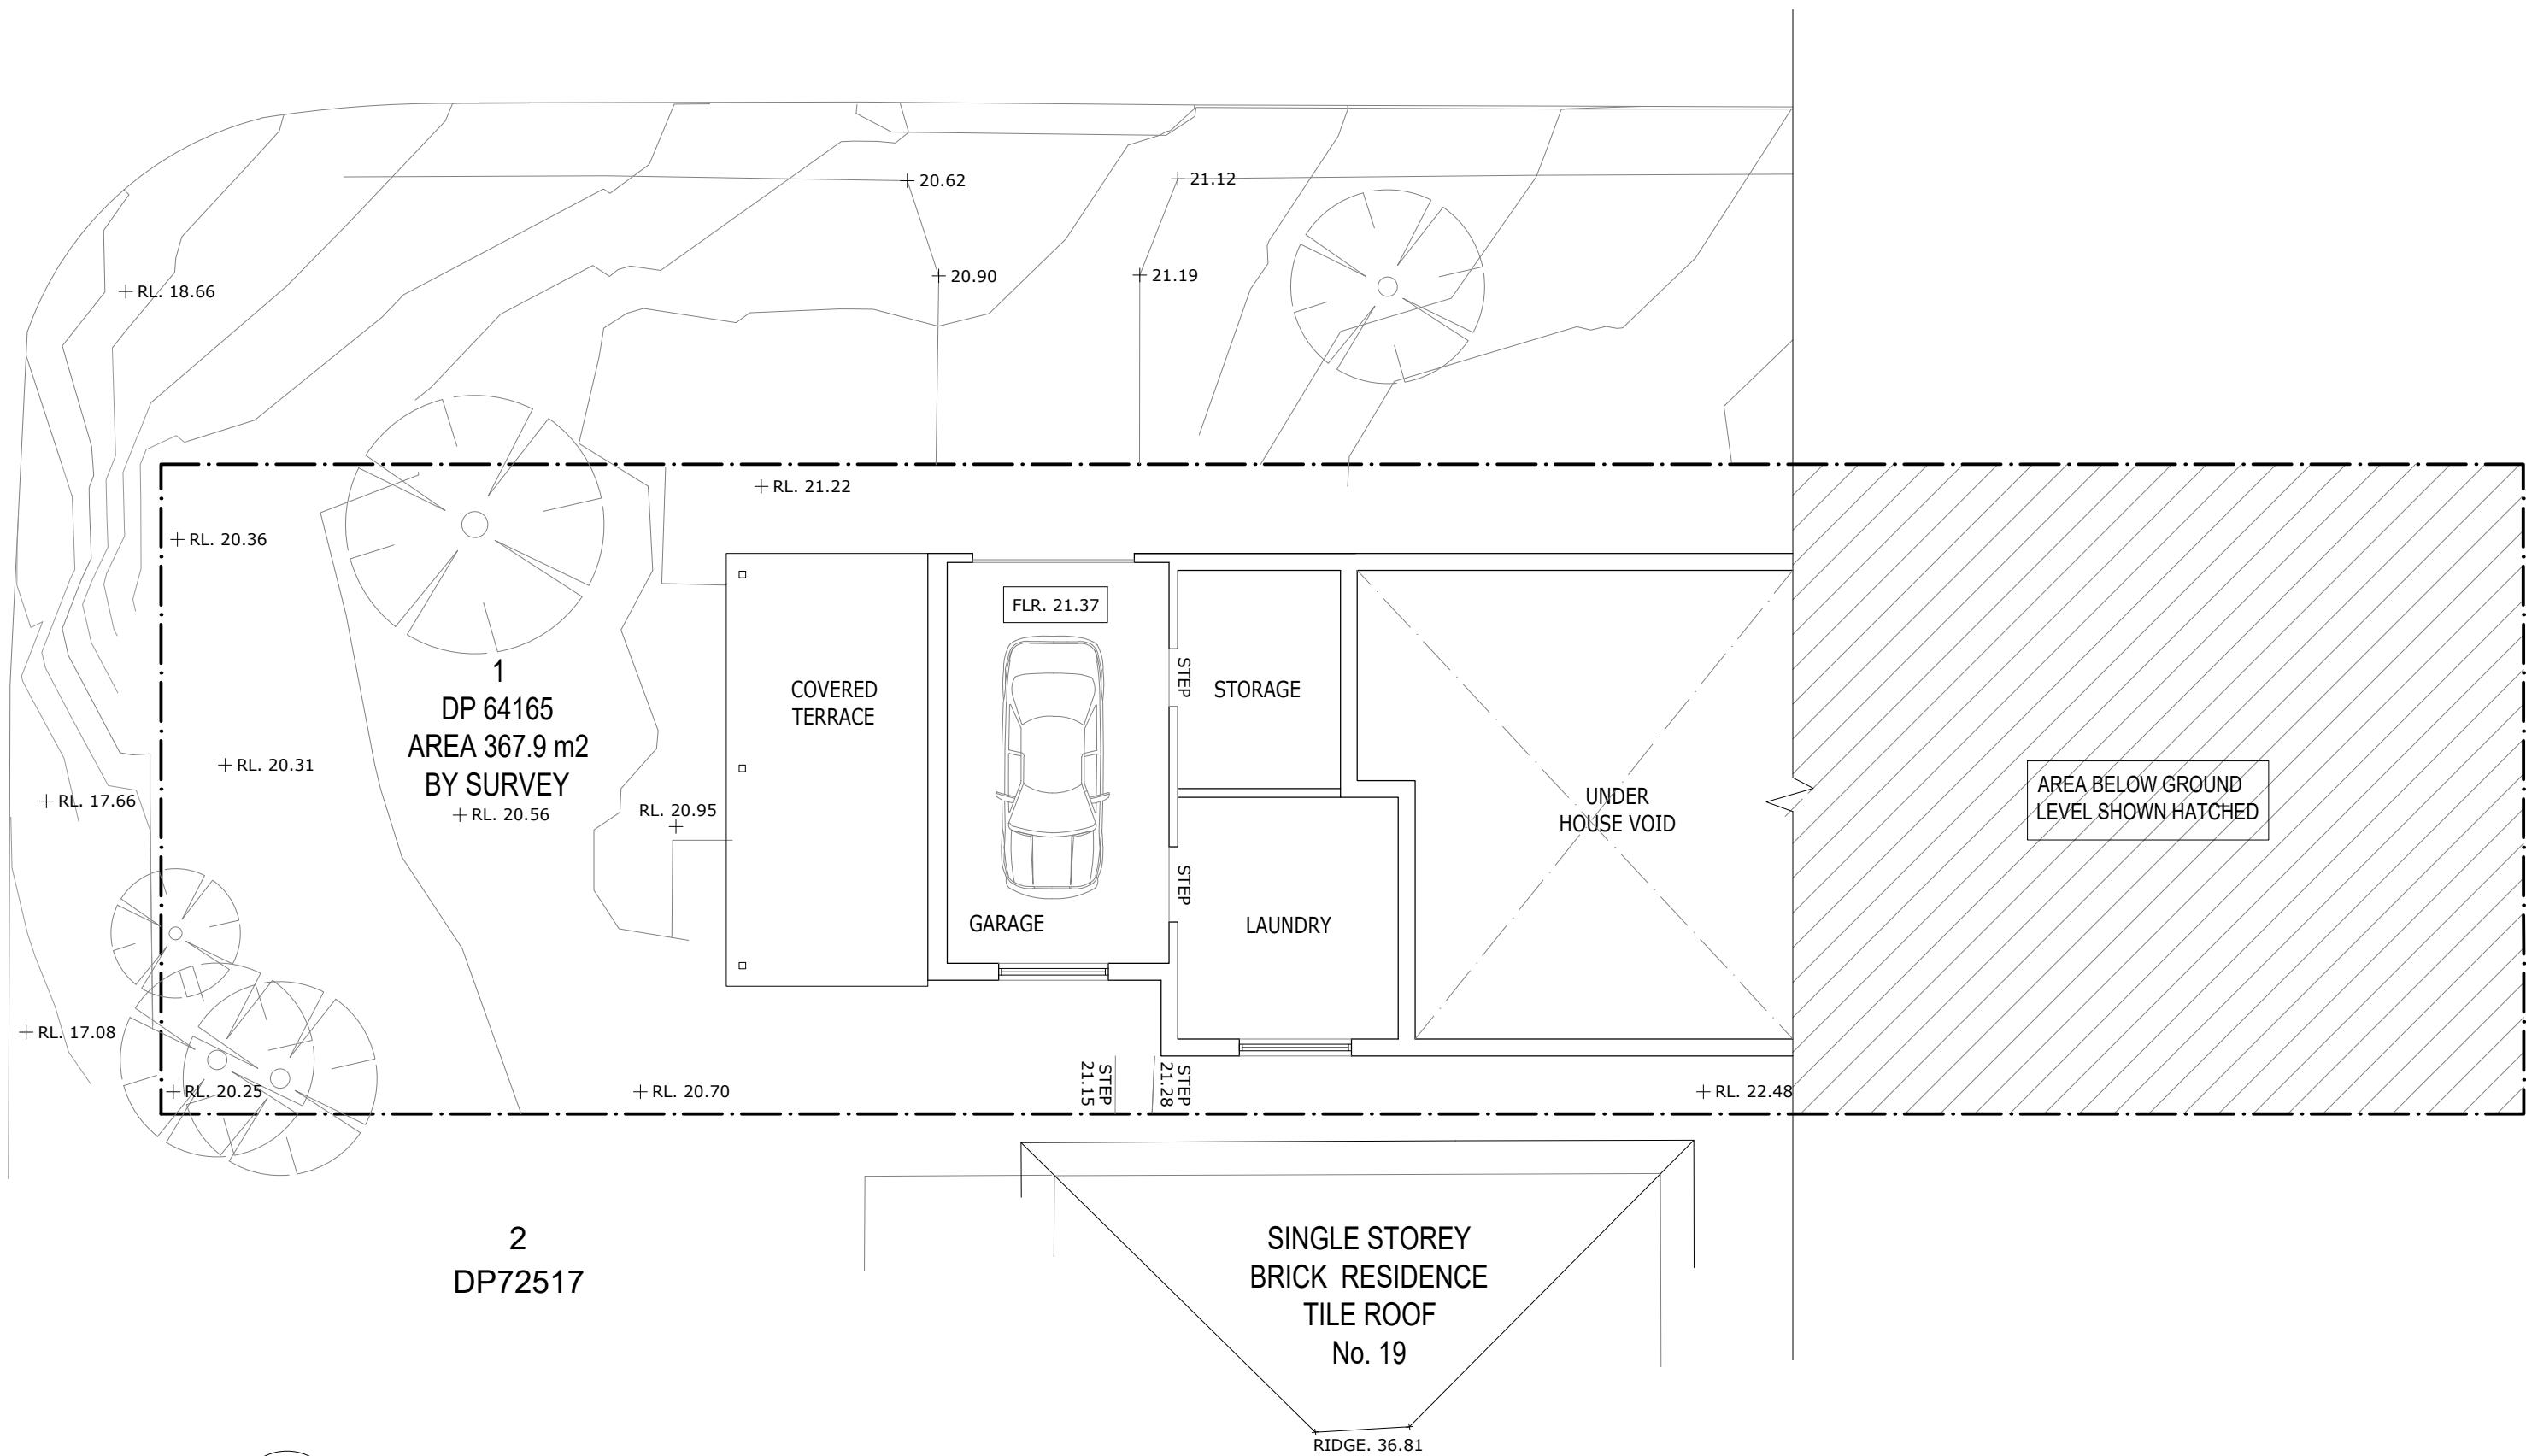 20.62
21.12
20.90
21.19
RL. 18.66
RL. 21.22
RL. 20.36
FLR. 21.37
1
DP 64165
AREA 367.9 m2
BY SURVEY
RL. 20.56
COVERED
TERRACE
STEP
STORAGE
RL. 20.31
RL. 17.66
RL. 20.95
UNDER
HOUSE VOID
AREA BELOW GROUND
LEVEL SHOWN HATCHED
STEP
GARAGE
LAUNDRY
RL. 17.08
RL. 20.25
RL. 20.70
STEP
21.15
STEP
21.28
RL. 22.48
2
DP72517
SINGLE STOREY
BRICK RESIDENCE
TILE ROOF
No. 19
RIDGE. 36.81